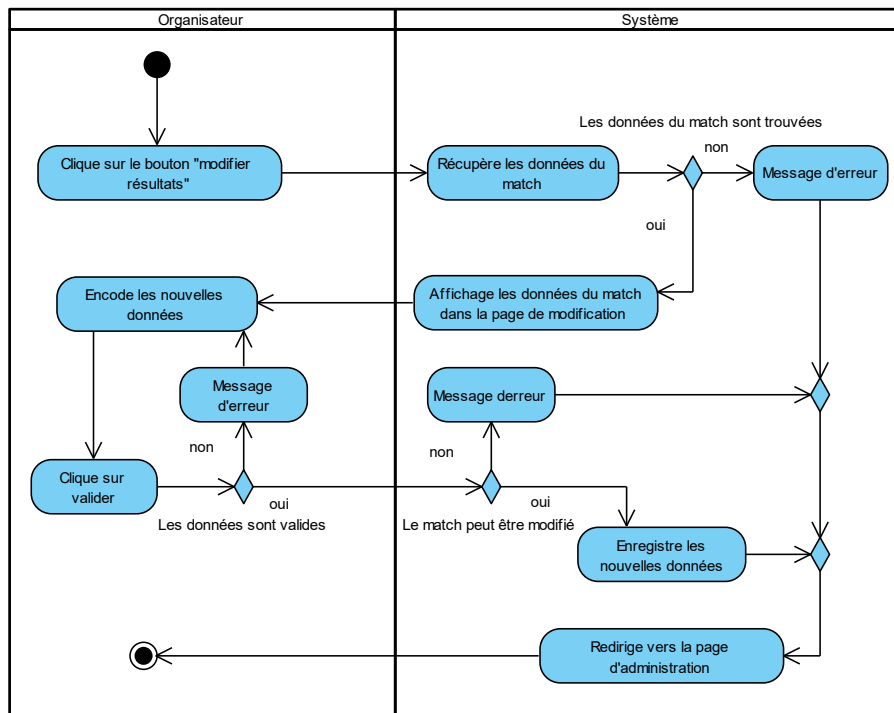 Organisateur
Système
Les données du match sont trouvées
Clique sur le bouton "modifier
résultats"
Récupère les données du
match
non
Message d'erreur
oui
Encode les nouvelles
données
Affichage les données du match
dans la page de modification
Message
d'erreur
Message derreur
non
non
Clique sur
valider
oui
oui
Les données sont valides
Le match peut être modifié
Enregistre les
nouvelles données
Redirige vers la page
d'administration